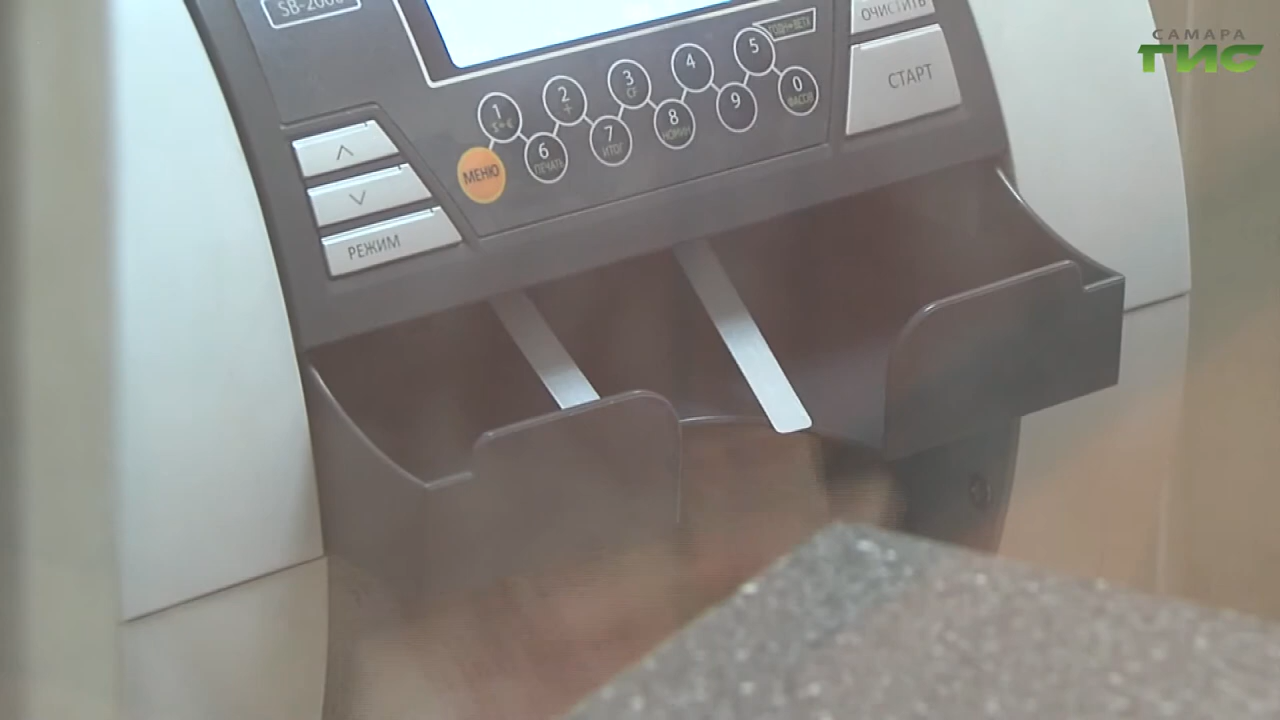 SB-2000
САМАРА
ГИС
ОЧИСТИТЬ
СТАРТ
1
2
+
3
CF
4
5
6
ПЕЧАТЬ
7
ИТОГ
8
НОМИН
9
0
ФАСОВ
МЕНЮ
РЕЖИМ